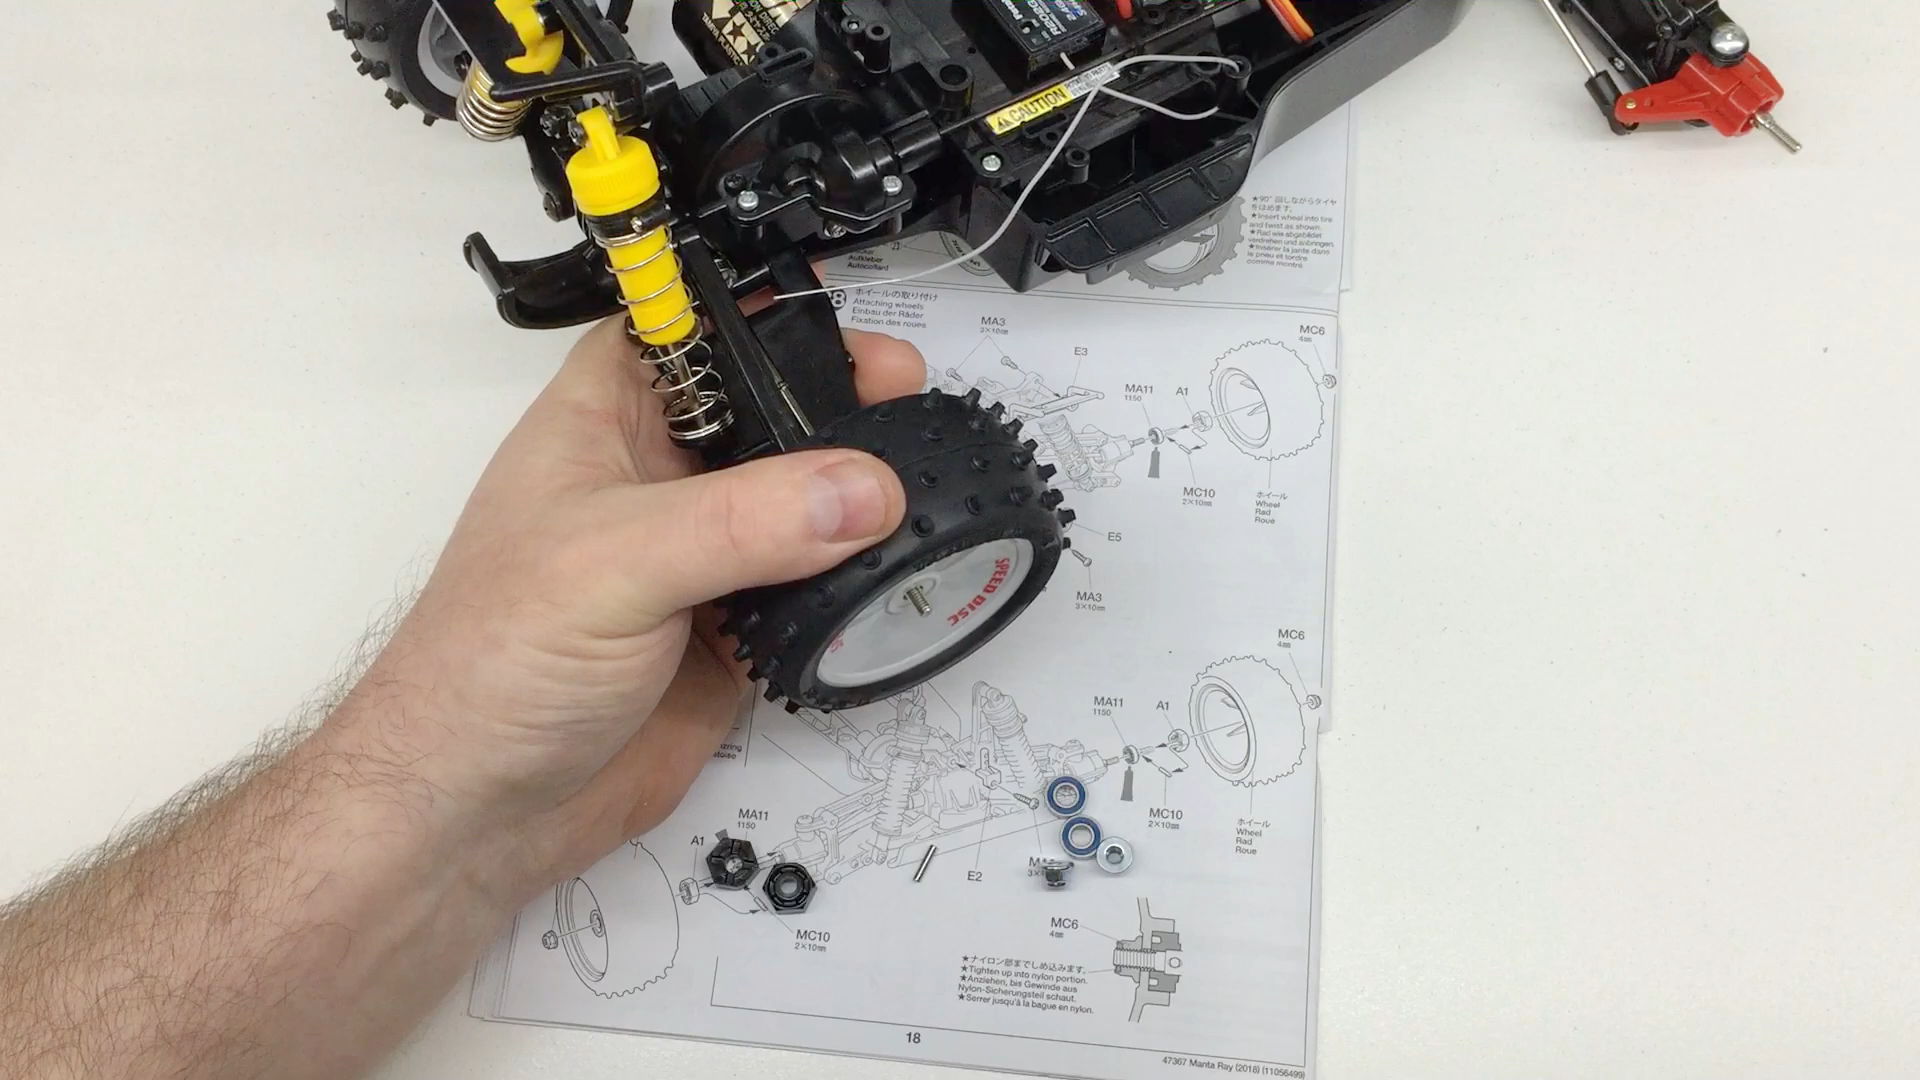 CAUTION
★90°回しながらタイヤ
をはめます。
★Insert wheel into tire
and twist as shown.
★Rad wie abgebildet
verdrehen und anbringen.
★Insérer la jante dans
le pneu et tordre
comme montré.
Aufkleber
Autocollant
ホイールの取り付け
Attaching wheels
Einbau der Räder
Fixation des roues
MA3
3×10㎜
E3
MA11
1150
A1
MC6
4㎜
MC10
2×10㎜
ホイール
Wheel
Rad
Roue
E5
MA3
3×10㎜
SPEED DISC
MC6
4㎜
MA11
1150
A1
MC10
2×10㎜
ホイール
Wheel
Rad
Roue
MA11
1150
A1
MC10
2×10㎜
E2
MC6
4㎜
★ナイロン部までしめ込みます。
★Tighten up into nylon portion.
★Anziehen, bis Gewinde aus
Nylon-Sicherungsteil schaut.
★Serrer jusqu'à la bague en nylon.
18
47367 Manta Ray (2018) (11056499)